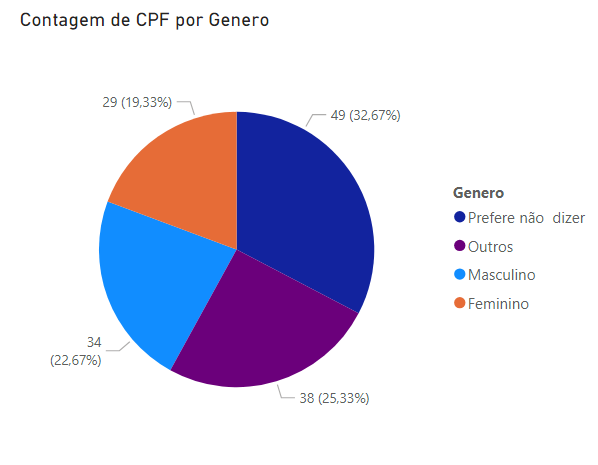 Contagem de CPF por Genero
29 (19,33%)
49 (32,67%)
Genero
Prefere não  dizer
Outros
Masculino
Feminino
34
(22,67%)
38 (25,33%)